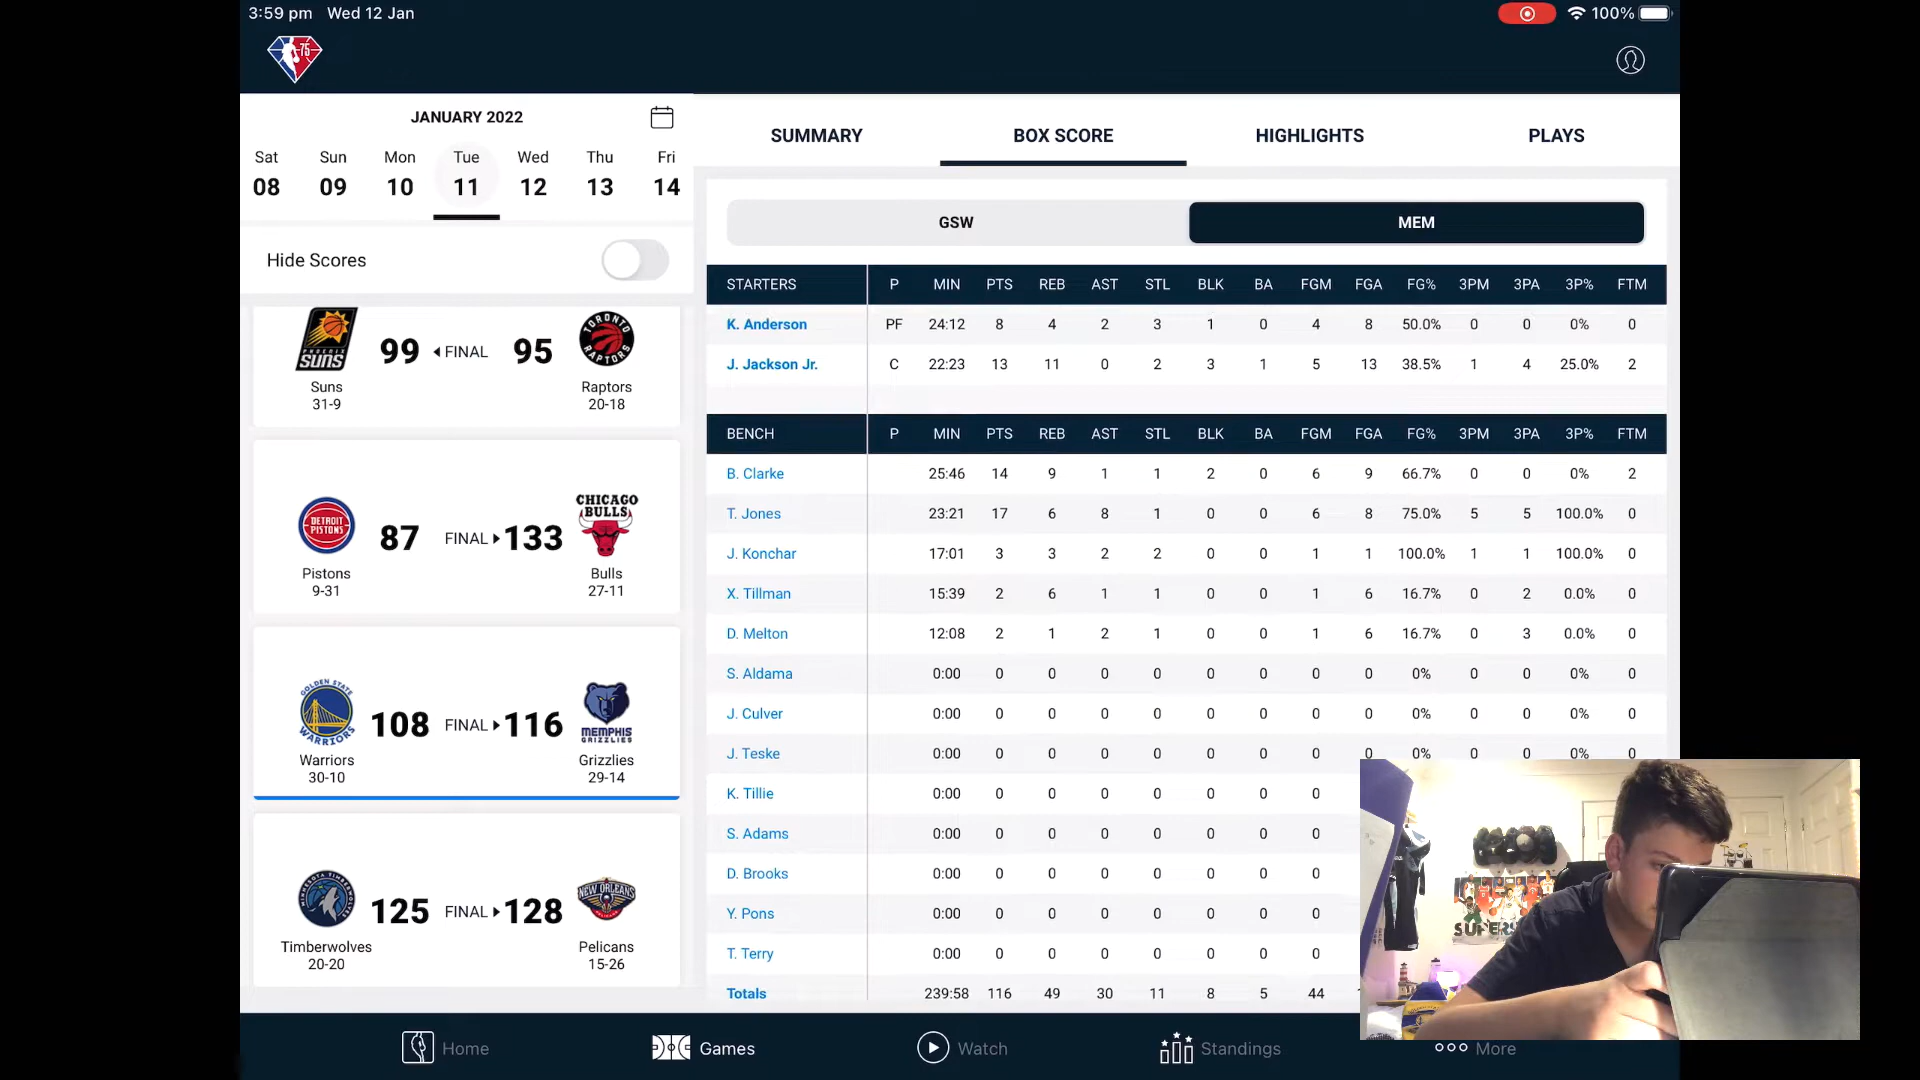 3:59 pm Wed 12 Jan
100%
75
JANUARY 2022
Sat Sun Mon Tue Wed Thu Fri
08 09 10 11 12 13 14
Hide Scores
PHOENIX
SUNS
99 FINAL 95
TORONTO
RAPTORS
Suns
31-9
Raptors
20-18
DETROIT
PISTONS
87 FINAL 133
CHICAGO
BULLS
Pistons
9-31
Bulls
27-11
GOLDEN STATE
WARRIORS
108 FINAL 116
MEMPHIS
GRIZZLIES
Warriors
30-10
Grizzlies
29-14
MINNESOTA TIMBERWOLVES
125 FINAL 128
NEW ORLEANS
PELICANS
Timberwolves
20-20
Pelicans
15-26
SUMMARY BOX SCORE HIGHLIGHTS PLAYS
GSW MEM
STARTERS P MIN PTS REB AST STL BLK BA FGM FGA FG% 3PM 3PA 3P% FTM
K. Anderson PF 24:12 8 4 2 3 1 0 4 8 50.0% 0 0 0% 0
J. Jackson Jr. C 22:23 13 11 0 2 3 1 5 13 38.5% 1 4 25.0% 2
BENCH P MIN PTS REB AST STL BLK BA FGM FGA FG% 3PM 3PA 3P% FTM
B. Clarke 25:46 14 9 1 1 2 0 6 9 66.7% 0 0 0% 2
T. Jones 23:21 17 6 8 1 0 0 6 8 75.0% 5 5 100.0% 0
J. Konchar 17:01 3 3 2 2 0 0 1 1 100.0% 1 1 100.0% 0
X. Tillman 15:39 2 6 1 1 0 0 1 6 16.7% 0 2 0.0% 0
D. Melton 12:08 2 1 2 1 0 0 1 6 16.7% 0 3 0.0% 0
S. Aldama 0:00 0 0 0 0 0 0 0 0 0% 0 0 0% 0
J. Culver 0:00 0 0 0 0 0 0 0 0 0% 0 0 0% 0
J. Teske 0:00 0 0 0 0 0 0 0 0 0% 0 0 0% 0
K. Tillie 0:00 0 0 0 0 0 0 0
S. Adams 0:00 0 0 0 0 0 0 0
D. Brooks 0:00 0 0 0 0 0 0 0
Y. Pons 0:00 0 0 0 0 0 0 0
T. Terry 0:00 0 0 0 0 0 0 0
Totals 239:58 116 49 30 11 8 5 44
Home Games Watch Standings More